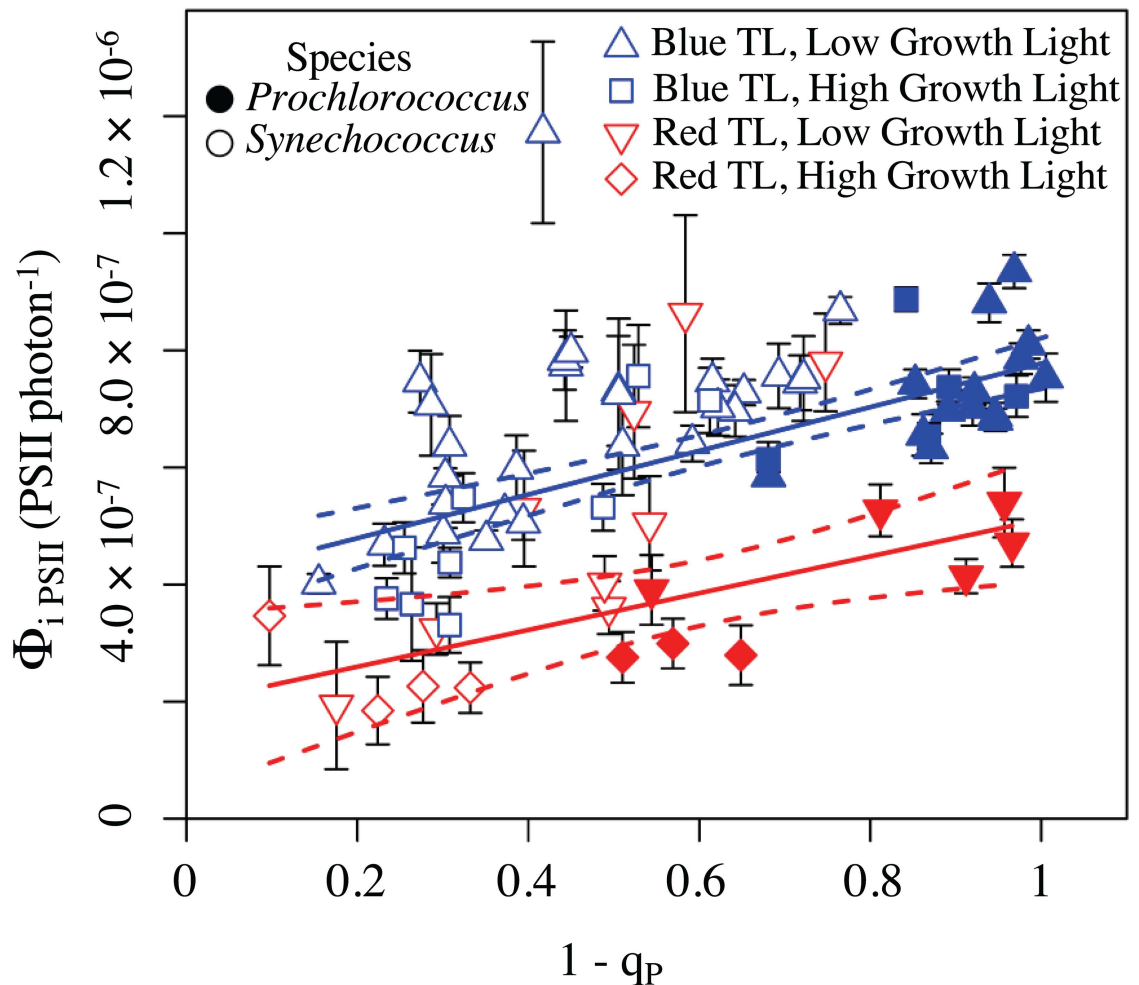 Species
Prochlorococcus
Synechococcus
Blue TL, Low Growth Light
Blue TL, High Growth Light
Red TL, Low Growth Light
Red TL, High Growth Light
Φi PSII (PSII photon-1)
1.2 × 10-6
8.0 × 10-7
4.0 × 10-7
0
0 0.2 0.4 0.6 0.8 1
1 - qP